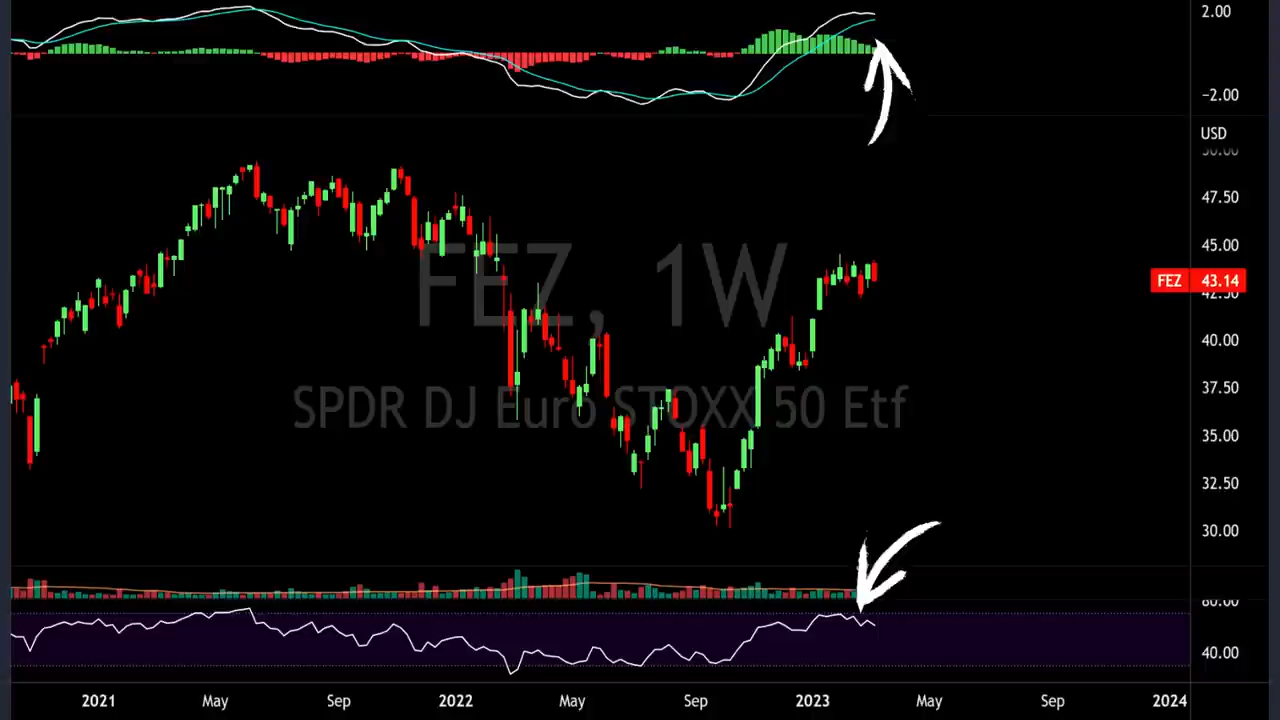 2.00
−2.00
USD
50.00
47.50
45.00
FEZ, 1W
FEZ 43.14
42.50
40.00
37.50
SPDR DJ Euro STOXX 50 Etf
35.00
32.50
30.00
80.00
40.00
2021 May Sep 2022 May Sep 2023 May Sep 2024